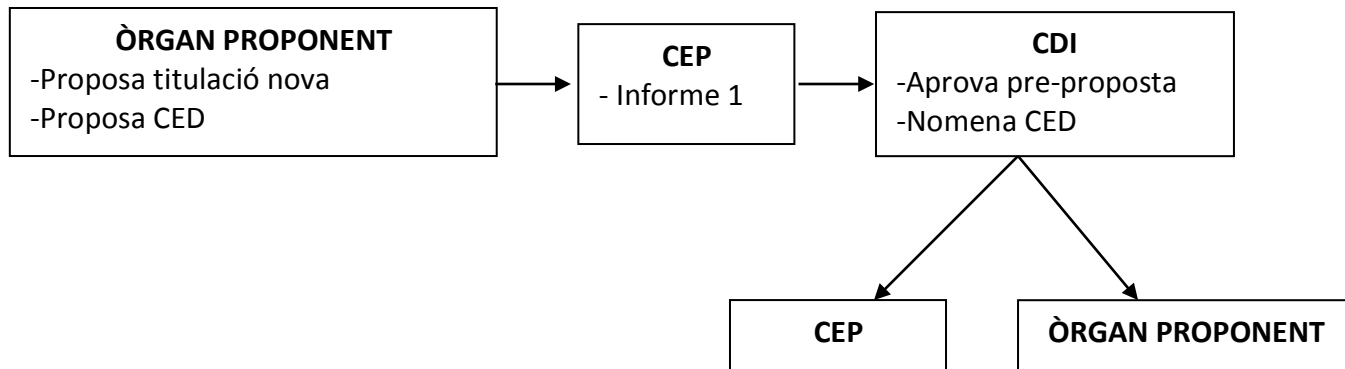 ÒRGAN PROPONENT
-Proposa titulació nova
-Proposa CED
CEP
- Informe 1
CDI
-Aprova pre-proposta
-Nomena CED
CEP
ÒRGAN PROPONENT